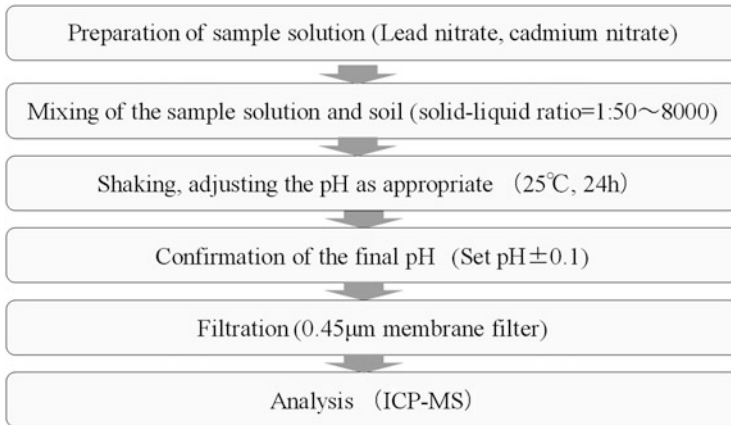 Preparation of sample solution (Lead nitrate, cadmium nitrate)
Mixing of the sample solution and soil (solid-liquid ratio=1:50～8000)
Shaking, adjusting the pH as appropriate （25℃, 24h）
Confirmation of the final pH (Set pH±0.1)
Filtration (0.45μm membrane filter)
Analysis （ICP-MS）